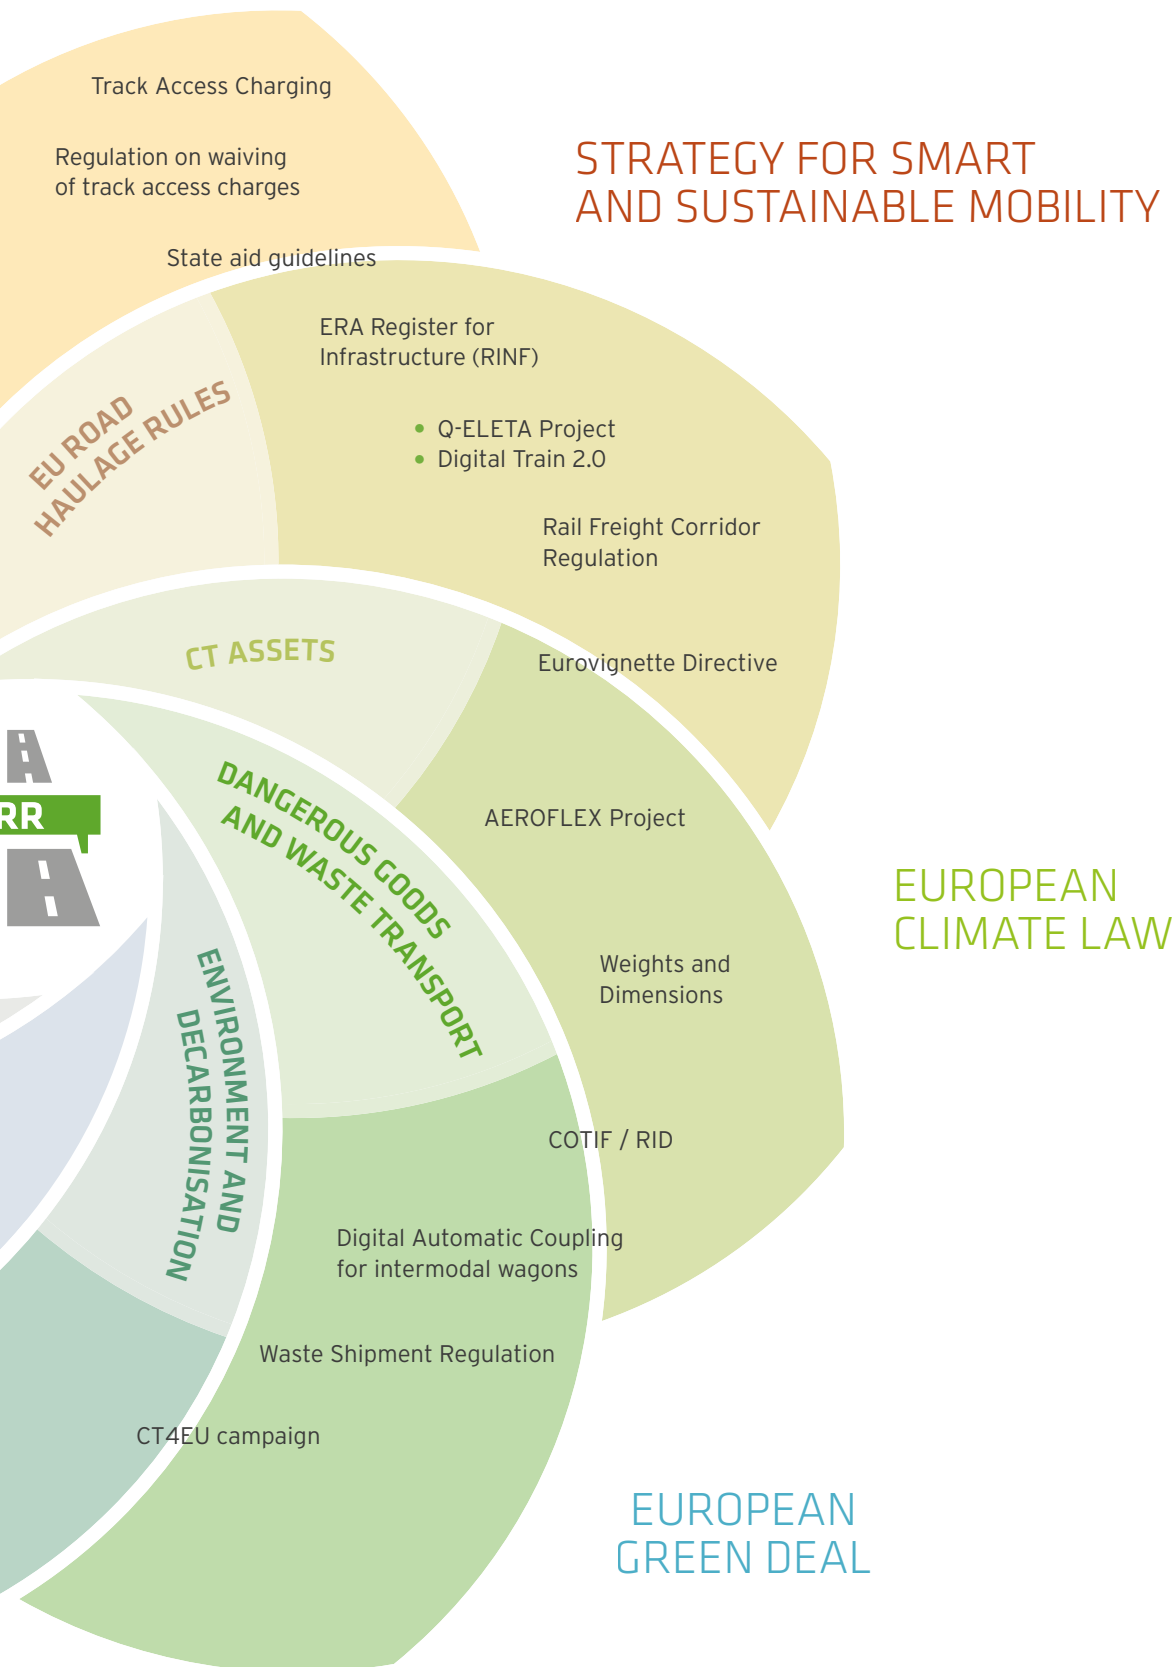 Track Access Charging
Regulation on waiving
of track access charges
State aid guidelines
STRATEGY FOR SMART
AND SUSTAINABLE MOBILITY
ERA Register for
Infrastructure (RINF)
EU ROAD
HAULAGE RULES
• Q-ELETA Project
• Digital Train 2.0
Rail Freight Corridor
Regulation
CT ASSETS
Eurovignette Directive
RR
DANGEROUS GOODS
AND WASTE TRANSPORT
AEROFLEX Project
EUROPEAN
CLIMATE LAW
Weights and
Dimensions
ENVIRONMENT AND
DECARBONISATION
COTIF / RID
Digital Automatic Coupling
for intermodal wagons
Waste Shipment Regulation
CT4EU campaign
EUROPEAN
GREEN DEAL